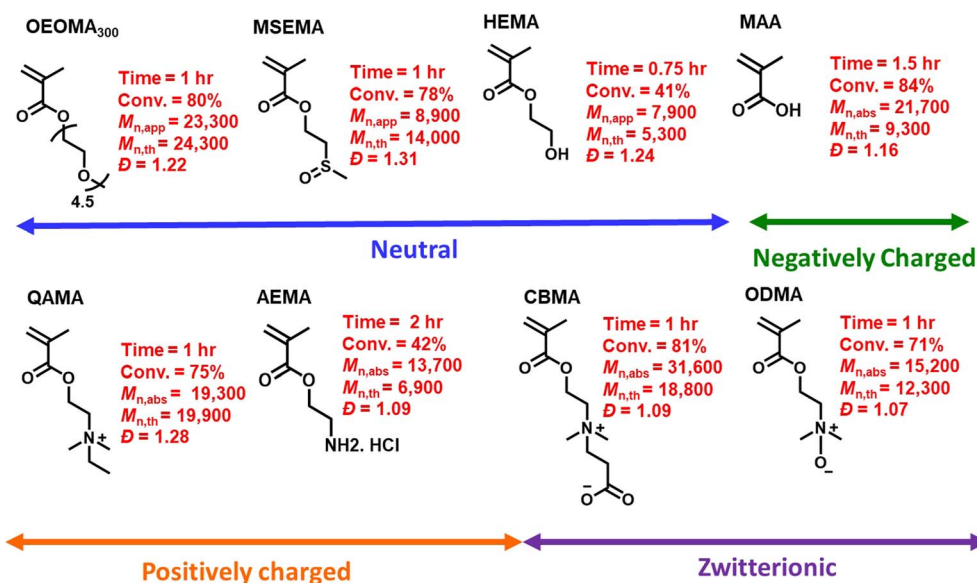 OEOMA300
O
O
O
4.5
Time = 1 hr
Conv. = 80%
Mn,app = 23,300
Mn,th = 24,300
Đ = 1.22
MSEMA
O
O
S
O
Time = 1 hr
Conv. = 78%
Mn,app = 8,900
Mn,th = 14,000
Đ = 1.31
HEMA
O
O
OH
Time = 0.75 hr
Conv. = 41%
Mn,app = 7,900
Mn,th = 5,300
Đ = 1.24
MAA
O
OH
Time = 1.5 hr
Conv. = 84%
Mn,abs = 21,700
Mn,th = 9,300
Đ = 1.16
Neutral
Negatively Charged
QAMA
O
O
N+
Time = 1 hr
Conv. = 75%
Mn,abs = 19,300
Mn,th = 19,900
Đ = 1.28
AEMA
O
O
NH2. HCl
Time = 2 hr
Conv. = 42%
Mn,abs = 13,700
Mn,th = 6,900
Đ = 1.09
CBMA
O
O
N+
−O
O
Time = 1 hr
Conv. = 81%
Mn,abs = 31,600
Mn,th = 18,800
Đ = 1.09
ODMA
O
O
N+
O−
Time = 1 hr
Conv. = 71%
Mn,abs = 15,200
Mn,th = 12,300
Đ = 1.07
Positively charged
Zwitterionic